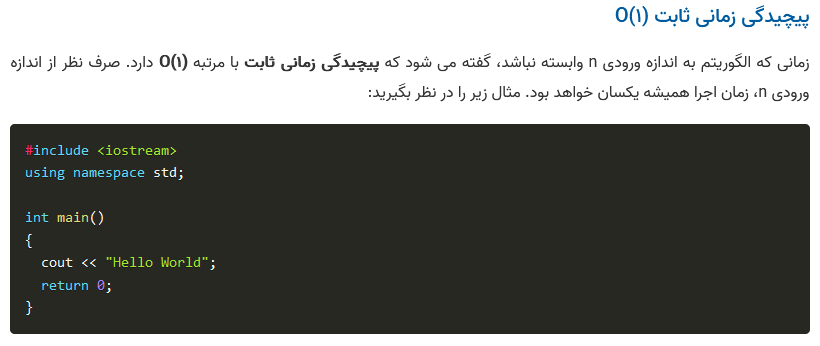 پیچیدگی زمانی ثابت O(۱)
زمانی که الگوریتم به اندازه ورودی n وابسته نباشد، گفته می شود که پیچیدگی زمانی ثابت با مرتبه O(۱) دارد. صرف نظر از اندازه
ورودی n، زمان اجرا همیشه یکسان خواهد بود. مثال زیر را در نظر بگیرید:
#include <iostream>
using namespace std;
int main()
{
  cout << "Hello World";
  return 0;
}